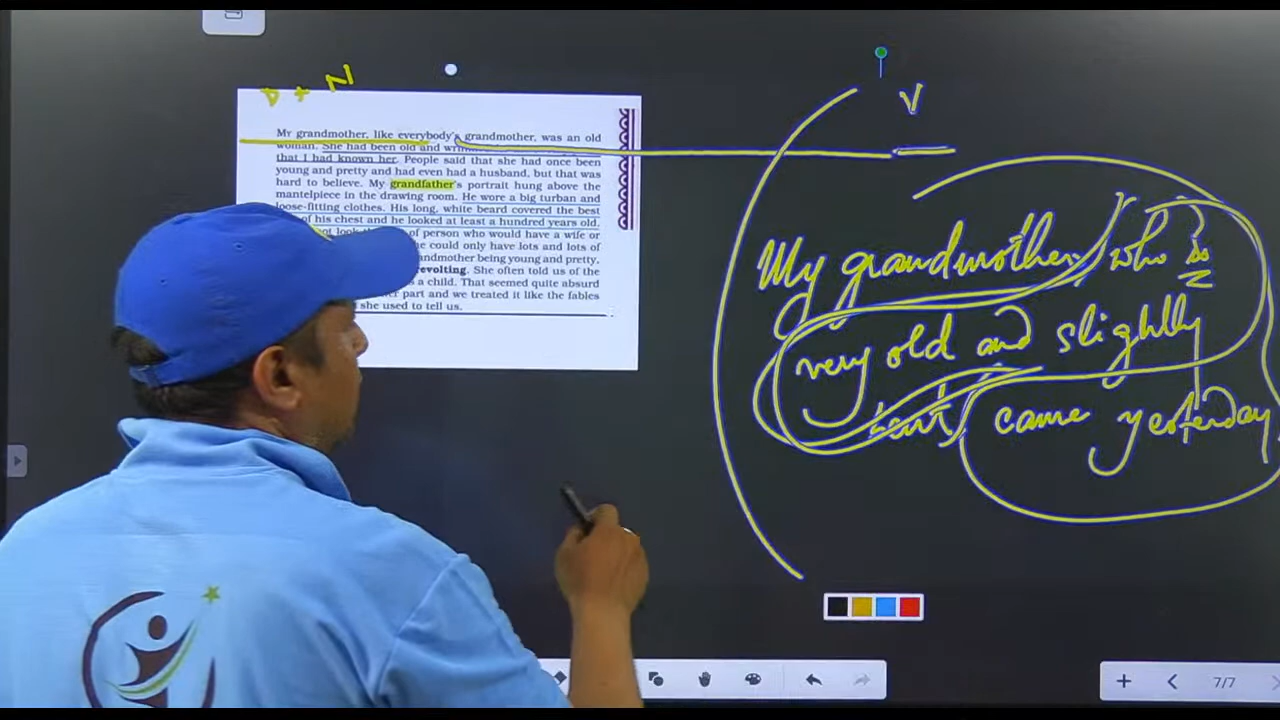 D + N
My grandmother, like everybody's grandmother, was an old
woman. She had been old and
that I had known her. People said that she had once been
young and pretty and had even had a husband, but that was
hard to believe. My grandfather's portrait hung above the
mantelpiece in the drawing room. He wore a big turban and
loose-fitting clothes. His long, white beard covered the best
of his chest and he looked at least a hundred years old.
look of person who would have a wife or
he could only have lots and lots of
andmother being young and pretty,
revolting. She often told us of the
a child. That seemed quite absurd
part and we treated it like the fables
she used to tell us.
V
My grandmother, who is
very old and slightly
came yesterday.
7/7